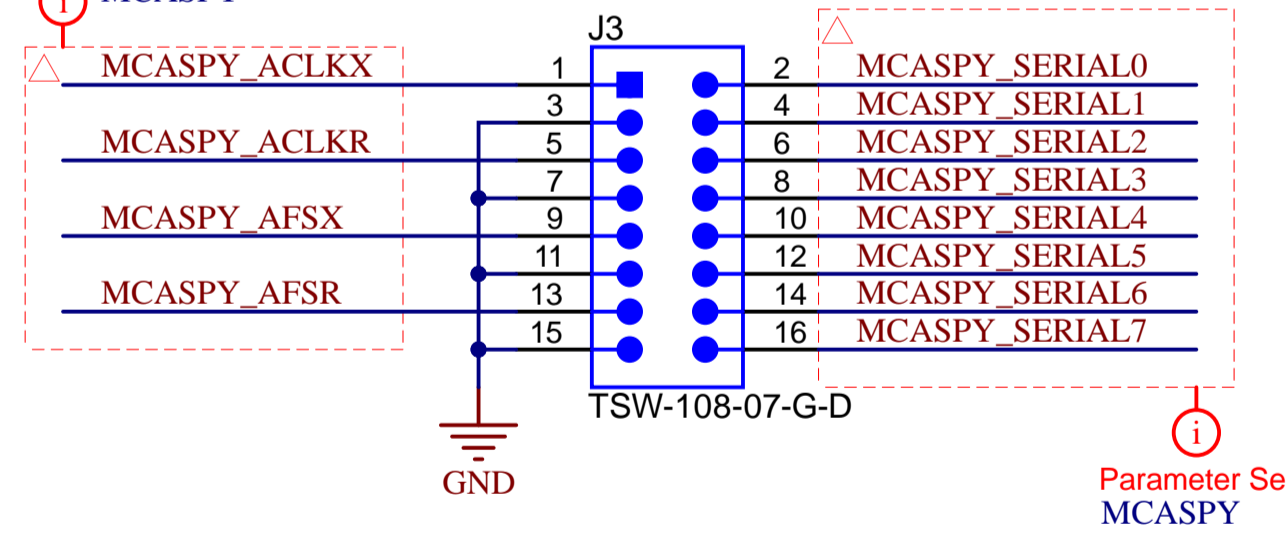 MCASPY
J3
MCASPY_ACLKX 1 2 MCASPY_SERIAL0
3 4 MCASPY_SERIAL1
MCASPY_ACLKR 5 6 MCASPY_SERIAL2
7 8 MCASPY_SERIAL3
MCASPY_AFSX 9 10 MCASPY_SERIAL4
11 12 MCASPY_SERIAL5
MCASPY_AFSR 13 14 MCASPY_SERIAL6
15 16 MCASPY_SERIAL7
TSW-108-07-G-D
GND
i
Parameter Se
MCASPY